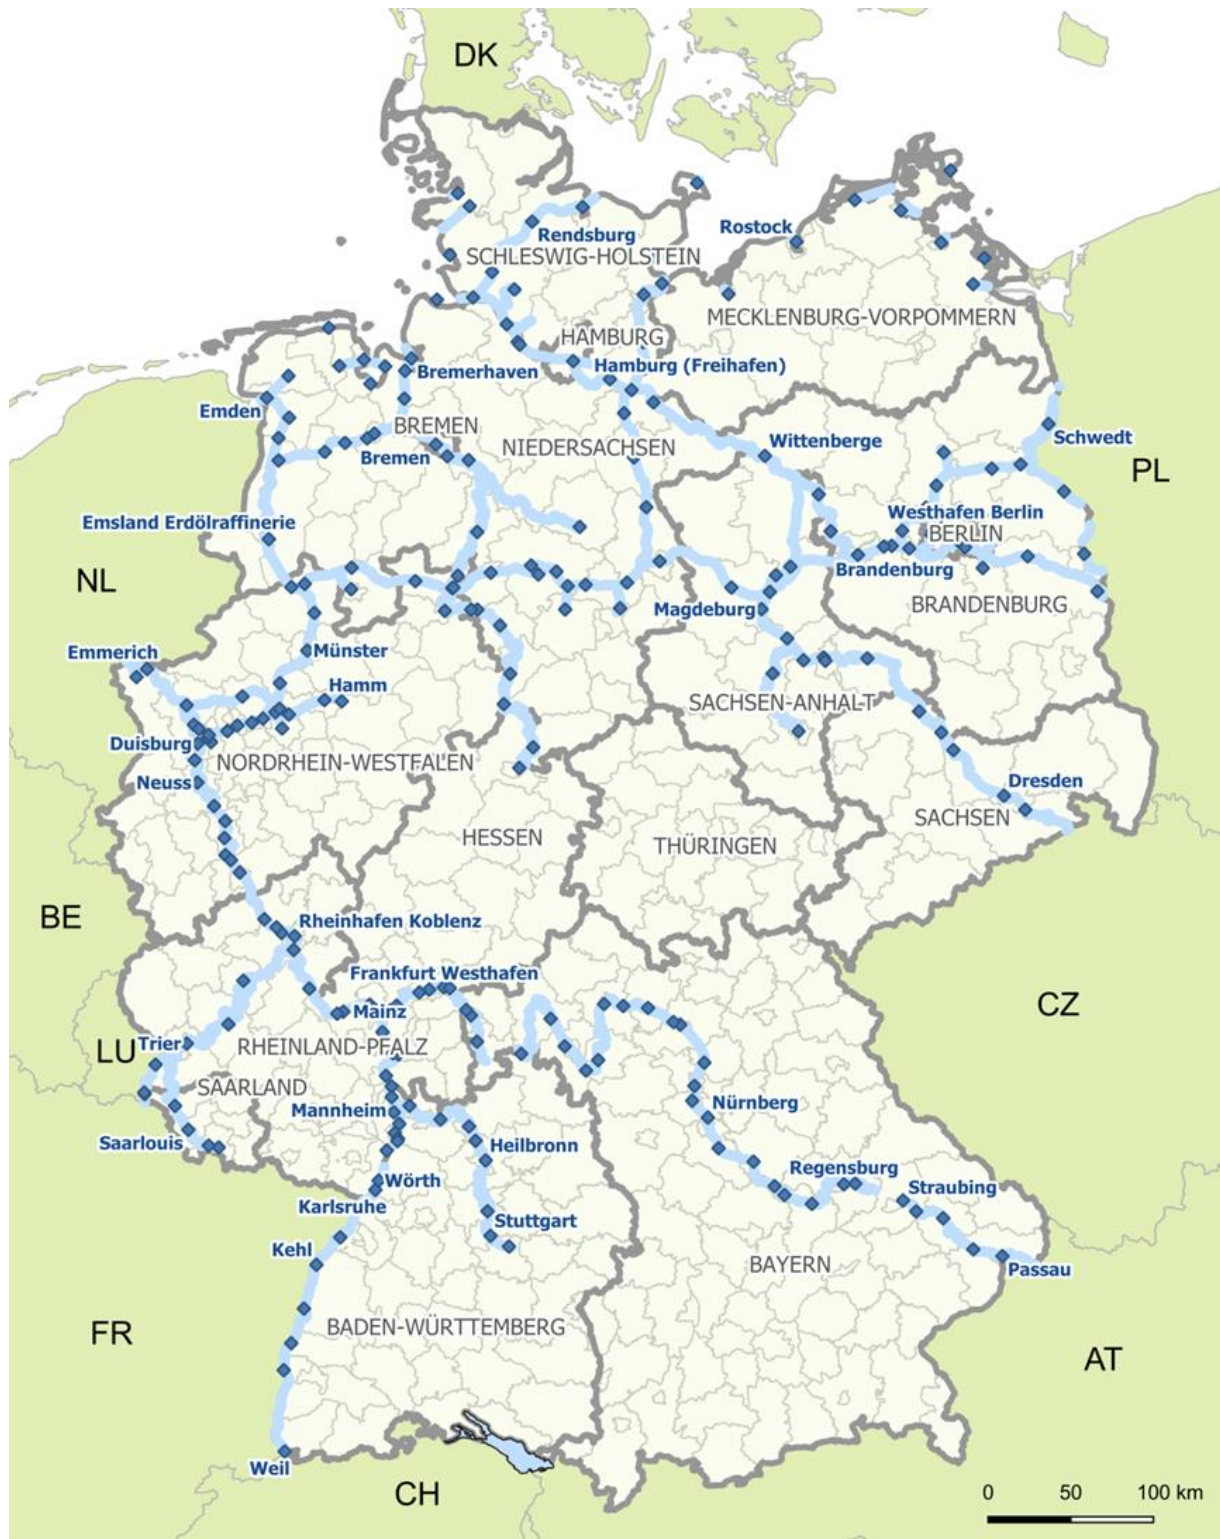 DK
Rostock
Rendsburg
SCHLESWIG-HOLSTEIN
MECKLENBURG-VORPOMMERN
HAMBURG
Hamburg (Freihafen)
Bremerhaven
Emden
BREMEN
NIEDERSACHSEN
Wittenberge
Schwedt
Bremen
PL
Emsland Erdölraffinerie
Westhafen Berlin
BERLIN
NL
Brandenburg
Magdeburg
BRANDENBURG
Emmerich
Münster
Hamm
SACHSEN-ANHALT
Duisburg
NORDRHEIN-WESTFALEN
Neuss
Dresden
SACHSEN
HESSEN
THÜRINGEN
BE
Rheinhafen Koblenz
Frankfurt Westhafen
CZ
Mainz
LU
Trier
RHEINLAND-PFALZ
SAARLAND
Mannheim
Nürnberg
Saarlouis
Heilbronn
Regensburg
Wörth
Straubing
Karlsruhe
Stuttgart
Kehl
BAYERN
Passau
FR
BADEN-WÜRTTEMBERG
AT
Weil
CH
0 50 100 km